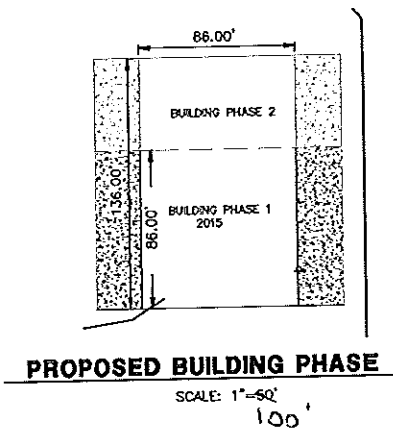 86.00'
BUILDING PHASE 2
136.00'
86.00'
BUILDING PHASE 1
2015
PROPOSED BUILDING PHASE
SCALE: 1"=50'
100'